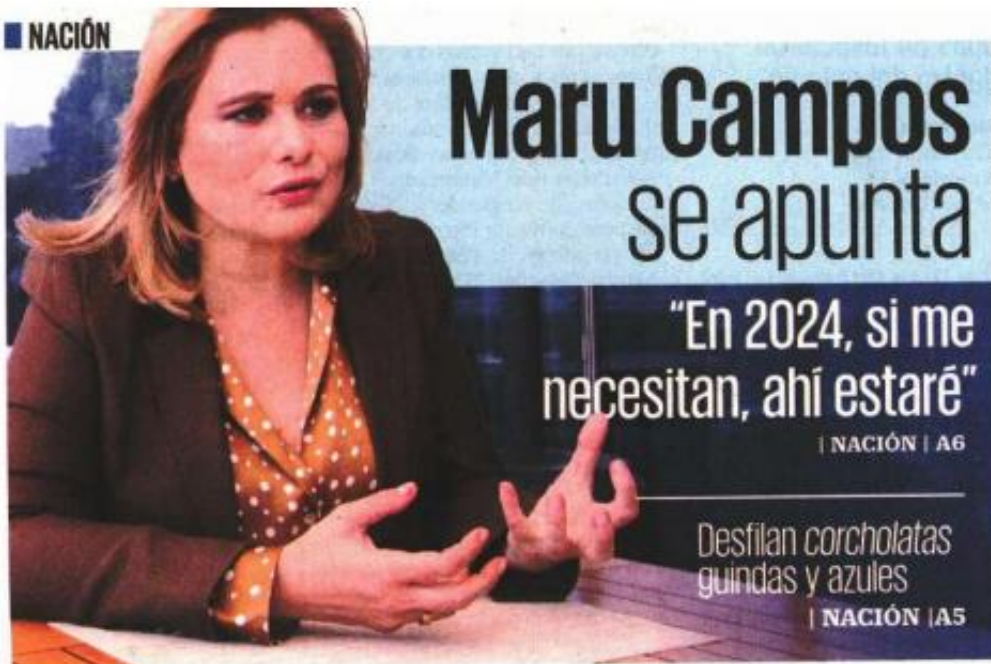 NACIÓN
Maru Campos
se apunta
“En 2024, si me
necesitan, ahí estaré”
| NACIÓN | A6
Desfilan corcholatas
guindas y azules
| NACIÓN |A5